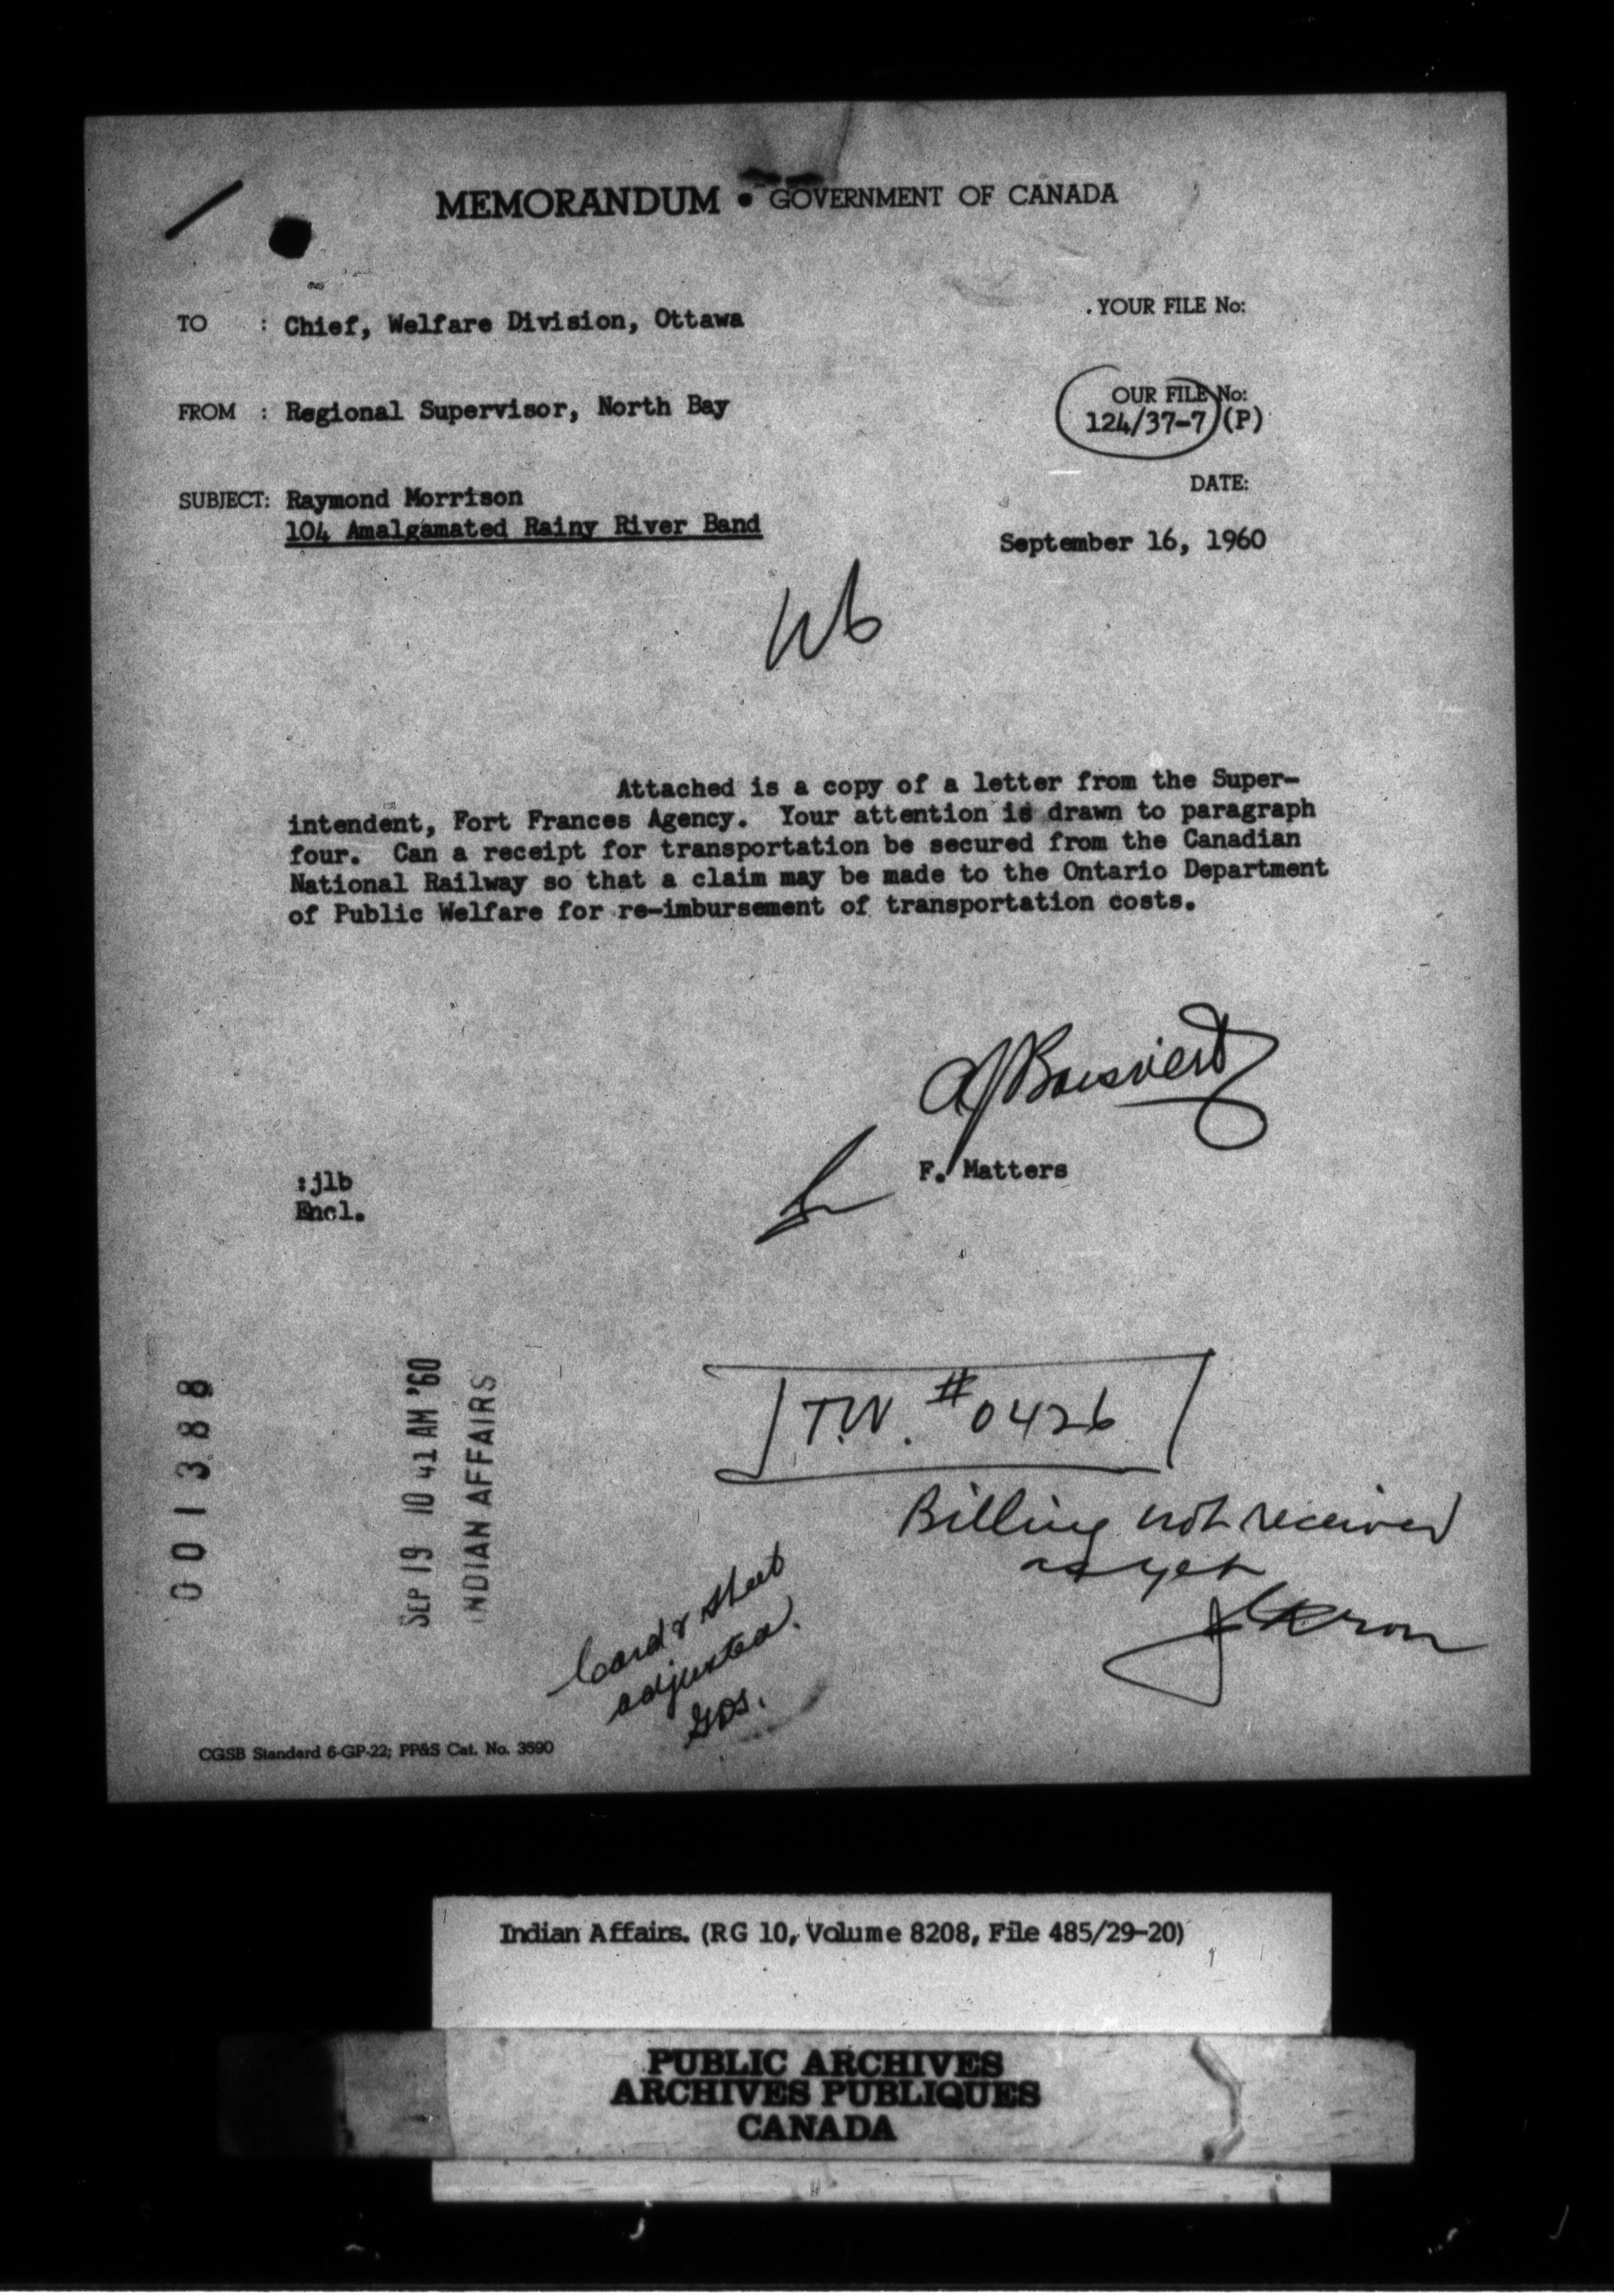 MEMORANDUM • GOVERNMENT OF CANADA
TO : Chief, Welfare Division, Ottawa
YOUR FILE No:
FROM : Regional Supervisor, North Bay
OUR FILE No:
124/37-7 (P)
SUBJECT: Raymond Morrison
104 Amalgamated Rainy River Band
DATE:
September 16, 1960
Attached is a copy of a letter from the Super-
intendent, Fort Frances Agency. Your attention is drawn to paragraph
four. Can a receipt for transportation be secured from the Canadian
National Railway so that a claim may be made to the Ontario Department
of Public Welfare for re-imbursement of transportation costs.
AJBoisvert
F. Matters
:jlb
Encl.
001388
SEP 19 10 41 AM '60
INDIAN AFFAIRS
T.W. #0426
Billing not received
as yet
Card & sheet
adjusted.
CGSB Standard 6-GP-22; PP&S Cat. No. 3590
Indian Affairs. (RG 10, Volume 8208, File 485/29-20)
PUBLIC ARCHIVES
ARCHIVES PUBLIQUES
CANADA